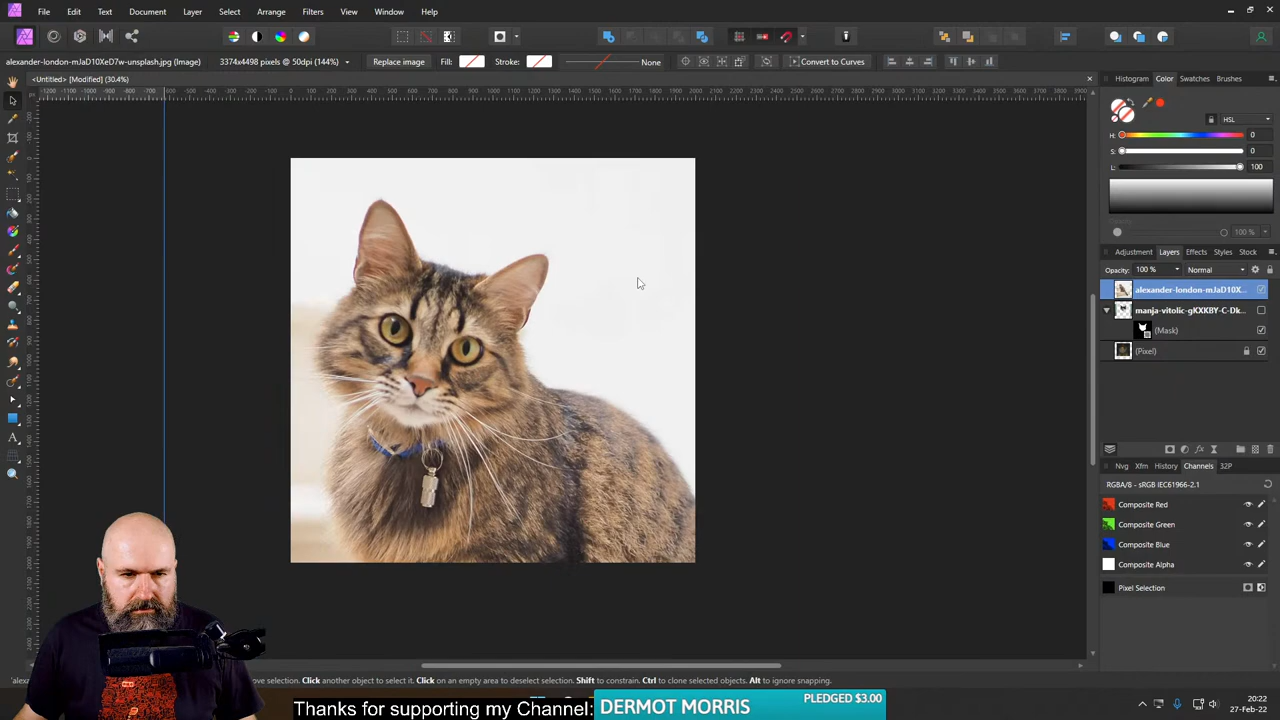 File Edit Text Document Layer Select Arrange Filters View Window Help
alexander-london-mJaD10XeD7w-unsplash.jpg (Image) 3374x4498 pixels @ 50dpi (144%) Replace image Fill: Stroke: None Convert to Curves
<Untitled> [Modified] (30.4%)
Histogram Color Swatches Brushes
HSL
H: 0
S: 0
L: 100
Opacity 100 %
Adjustment Layers Effects Styles Stock
Opacity: 100 % Normal
alexander-london-mJaD10X...
manja-vitolic-gKXKBY-C-Dk...
(Mask)
(Pixel)
Nvg Xfm History Channels 32P
RGBA/8 - sRGB IEC61966-2.1
Composite Red
Composite Green
Composite Blue
Composite Alpha
Pixel Selection
ove selection. Click another object to select it. Click on an empty area to deselect selection. Shift to constrain. Ctrl to clone selected objects. Alt to ignore snapping.
Thanks for supporting my Channel: DERMOT MORRIS PLEDGED $3.00
20:22
27-Feb-22